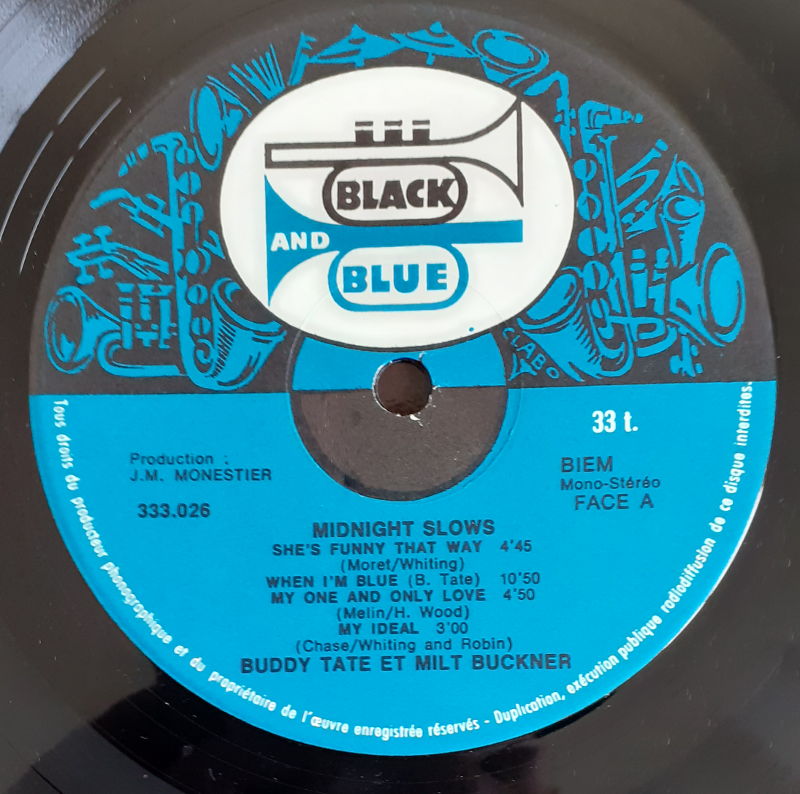 BLACK
AND
BLUE
CLABO
33 t.
Production :
J.M. MONESTIER
333.026
BIEM
Mono-Stéréo
FACE A
MIDNIGHT SLOWS
SHE'S FUNNY THAT WAY 4'45
(Moret/Whiting)
WHEN I'M BLUE (B. Tate) 10'50
MY ONE AND ONLY LOVE 4'50
(Melin/H. Wood)
MY IDEAL 3'00
(Chase/Whiting and Robin)
BUDDY TATE ET MILT BUCKNER
Tous droits du producteur phonographique et du propriétaire de l'œuvre enregistrée réservés - Duplication, exécution publique radiodiffusion de ce disque interdites.